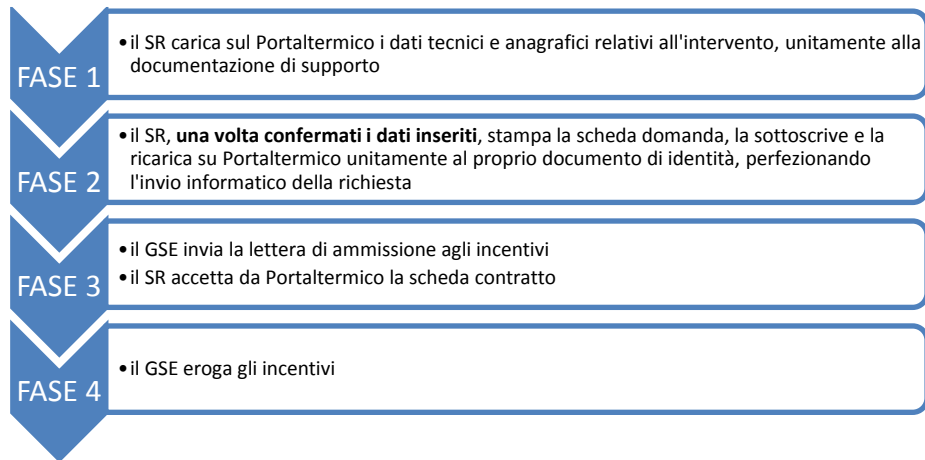 FASE 1
•il SR carica sul Portaltermico i dati tecnici e anagrafici relativi all'intervento, unitamente alla
documentazione di supporto
FASE 2
•il SR, una volta confermati i dati inseriti, stampa la scheda domanda, la sottoscrive e la
ricarica su Portaltermico unitamente al proprio documento di identità, perfezionando
l'invio informatico della richiesta
FASE 3
•il GSE invia la lettera di ammissione agli incentivi
•il SR accetta da Portaltermico la scheda contratto
FASE 4
•il GSE eroga gli incentivi